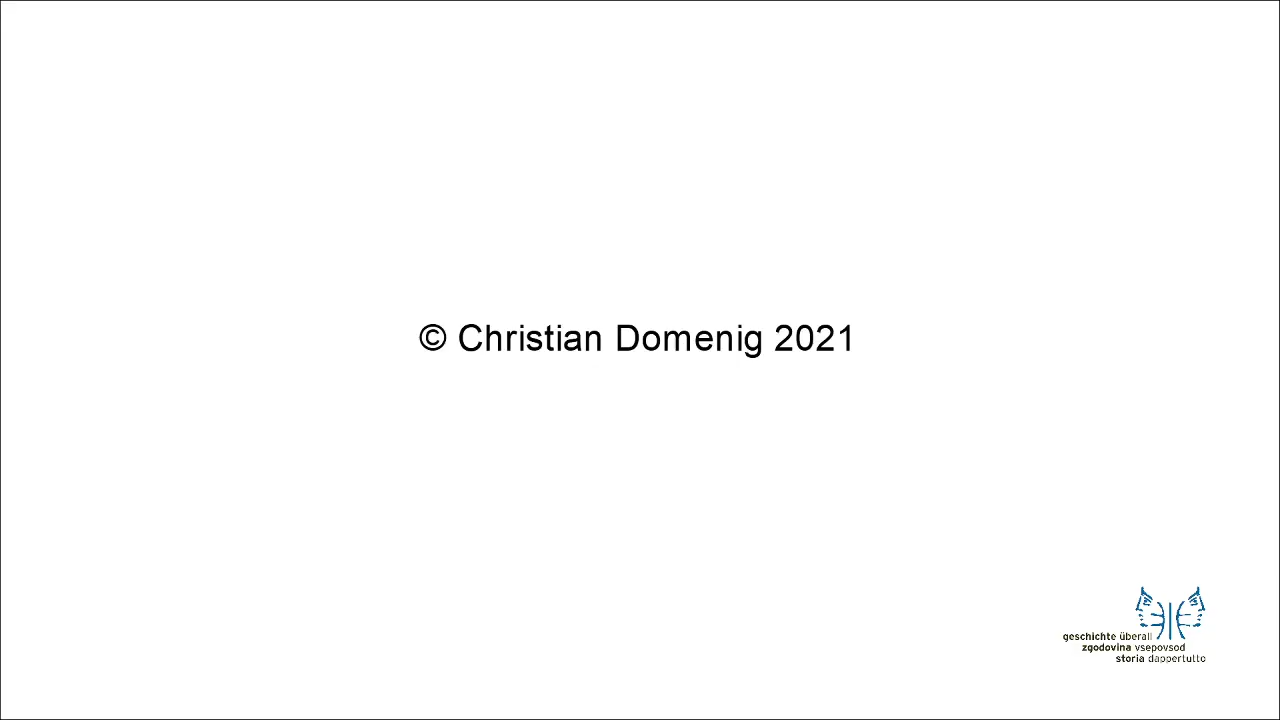 © Christian Domenig 2021
geschichte überall
zgodovina vsepovsod
storia dappertutto